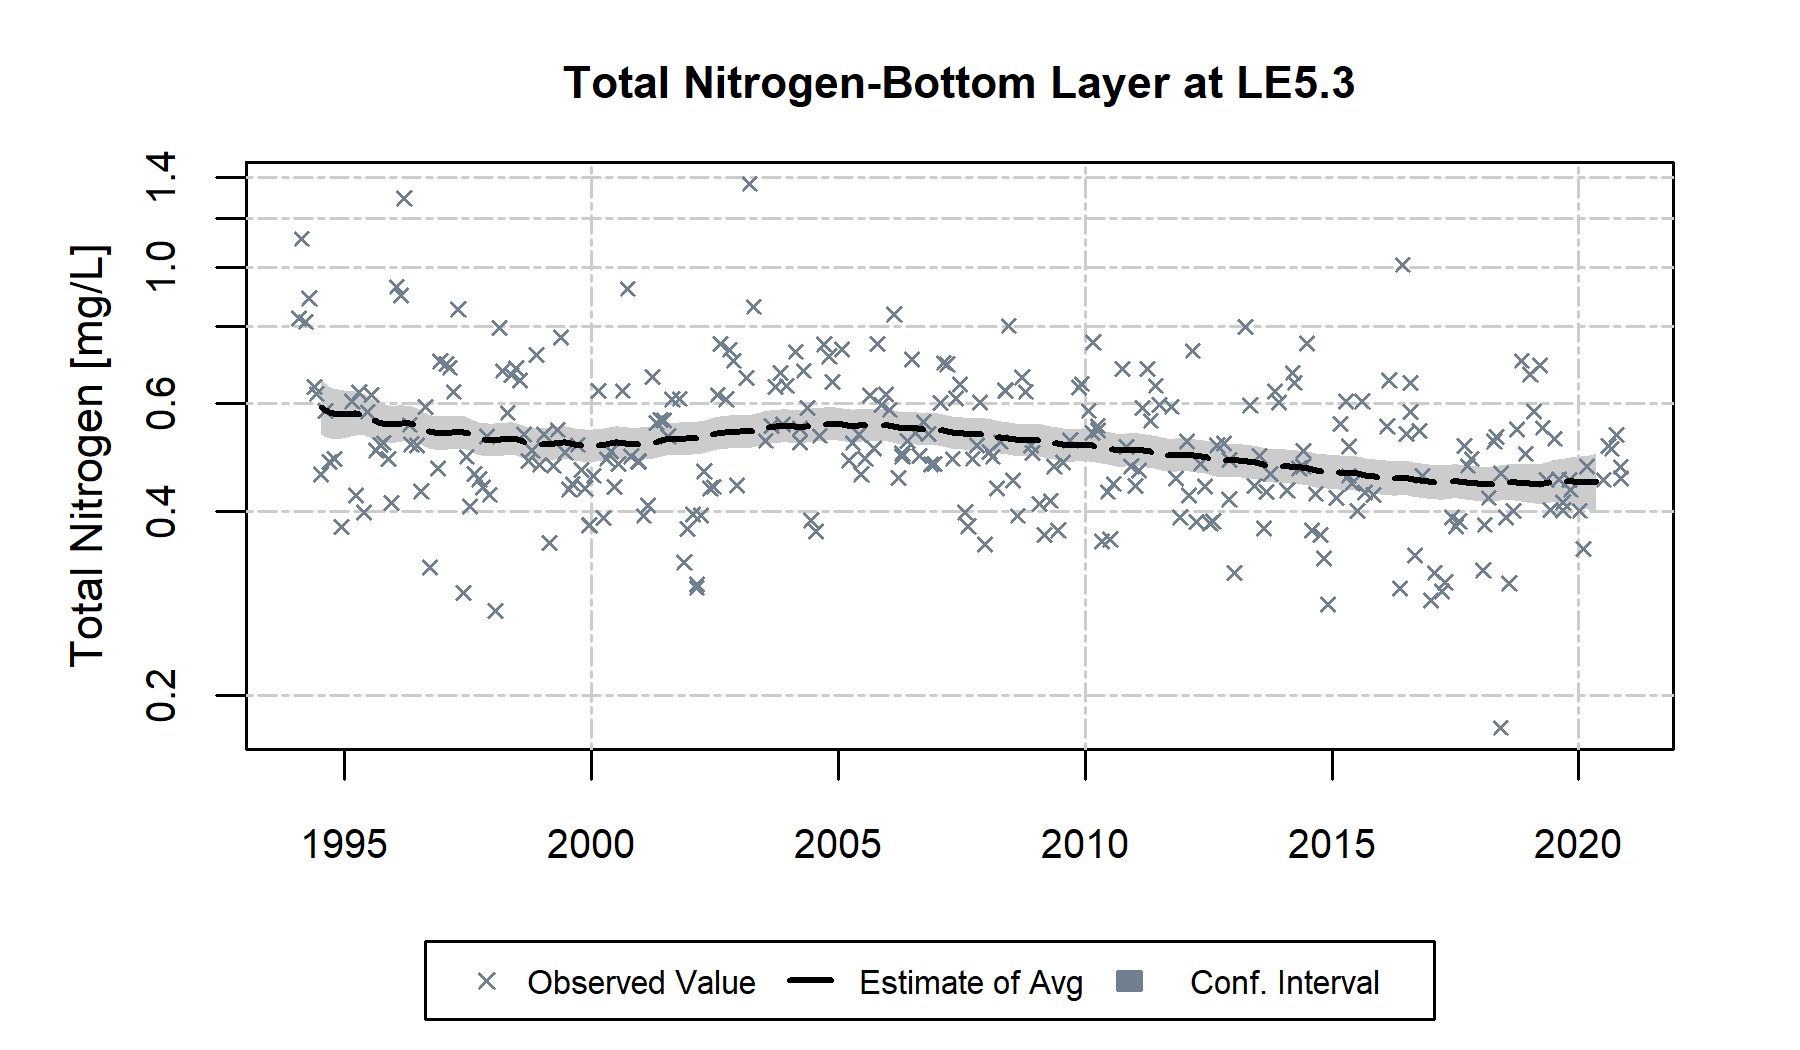 Total Nitrogen-Bottom Layer at LE5.3
Total Nitrogen [mg/L]
1.4
1.0
0.6
0.4
0.2
1995 2000 2005 2010 2015 2020
Observed Value Estimate of Avg Conf. Interval